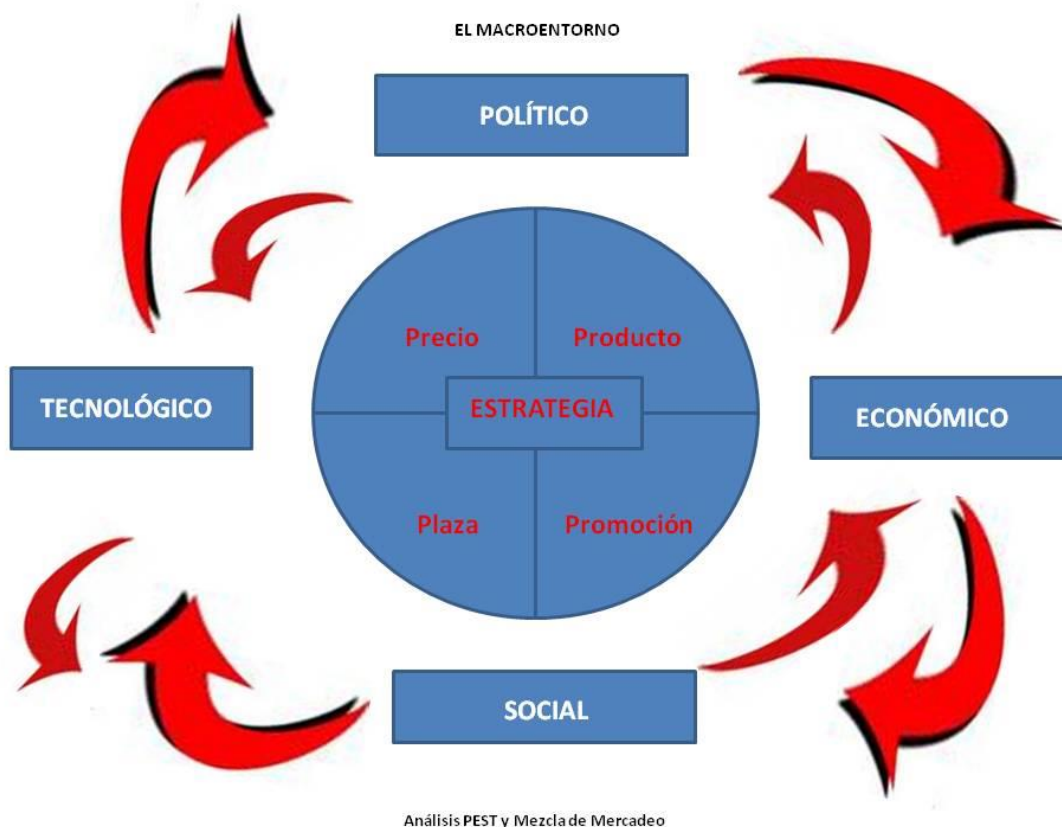 EL MACROENTORNO
POLÍTICO
Precio
Producto
TECNOLÓGICO
ESTRATEGIA
ECONÓMICO
Plaza
Promoción
SOCIAL
Análisis PEST y Mezcla de Mercadeo